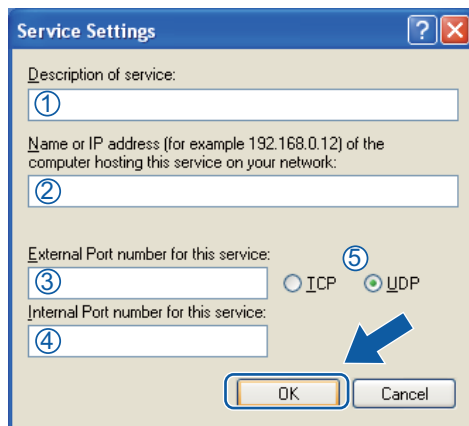 Service Settings
Description of service:
①
Name or IP address (for example 192.168.0.12) of the
computer hosting this service on your network:
②
External Port number for this service:
⑤
③
TCP
UDP
Internal Port number for this service:
④
OK
Cancel